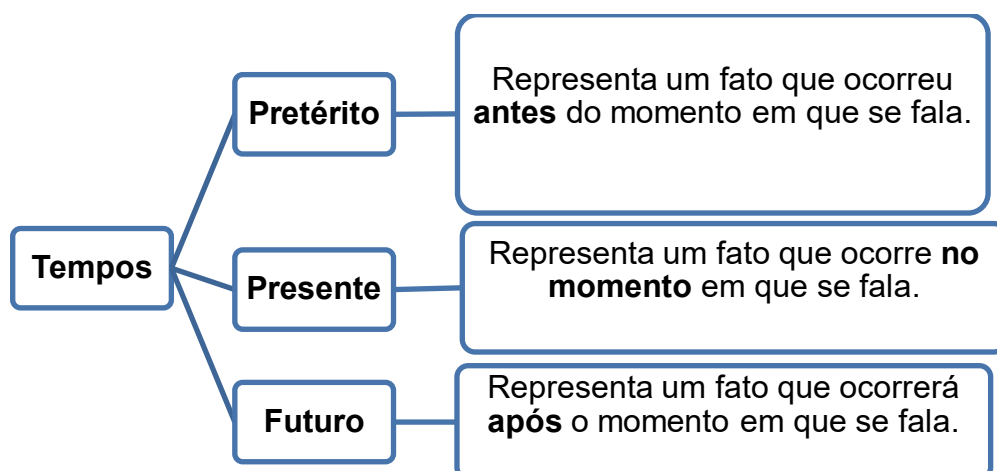 Tempos
Pretérito
Representa um fato que ocorreu
antes do momento em que se fala.
Presente
Representa um fato que ocorre no
momento em que se fala.
Futuro
Representa um fato que ocorrerá
após o momento em que se fala.